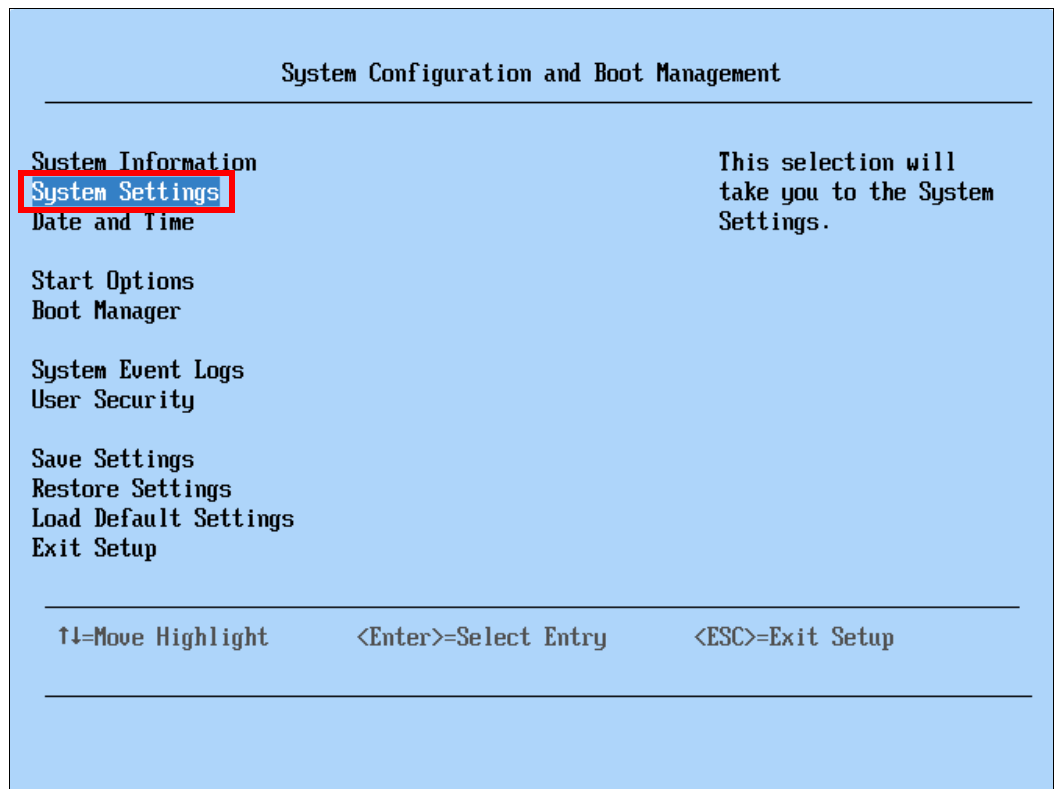 System Configuration and Boot Management
System Information
System Settings
Date and Time
This selection will
take you to the System
Settings.
Start Options
Boot Manager
System Event Logs
User Security
Save Settings
Restore Settings
Load Default Settings
Exit Setup
↑↓=Move Highlight <Enter>=Select Entry <ESC>=Exit Setup